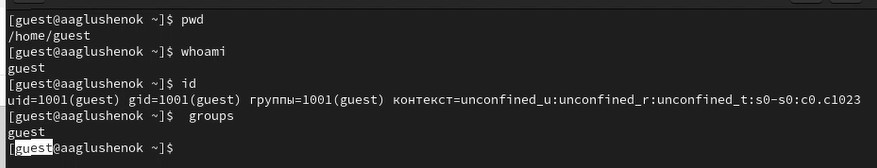 [guest@aaglushenok ~]$ pwd
/home/guest
[guest@aaglushenok ~]$ whoami
guest
[guest@aaglushenok ~]$ id
uid=1001(guest) gid=1001(guest) группы=1001(guest) контекст=unconfined_u:unconfined_r:unconfined_t:s0-s0:c0.c1023
[guest@aaglushenok ~]$  groups
guest
[guest@aaglushenok ~]$